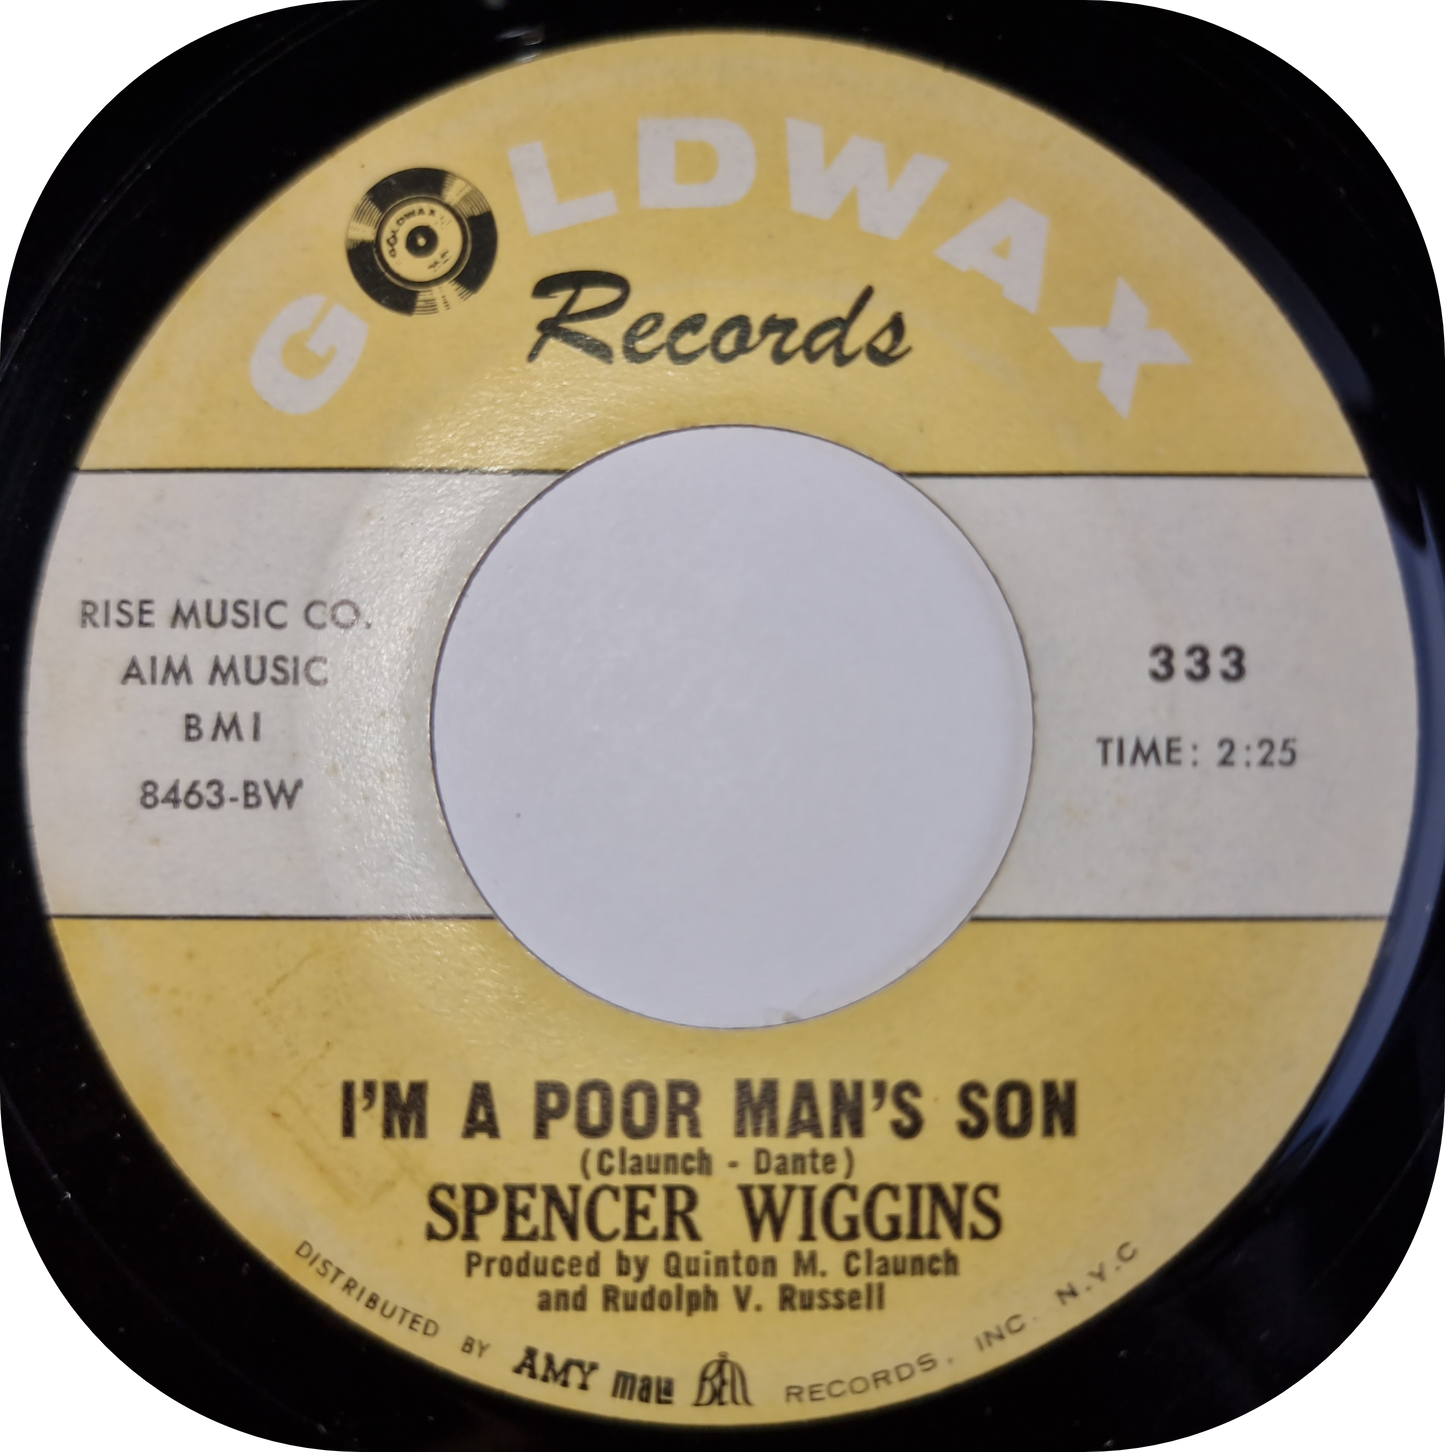 GOLDWAX
GOLDWAX
Records
RISE MUSIC CO.
AIM MUSIC
BMI
8463-BW
333
TIME: 2:25
I'M A POOR MAN'S SON
(Claunch - Dante)
SPENCER WIGGINS
Produced by Quinton M. Claunch
and Rudolph V. Russell
DISTRIBUTED BY AMY mala BELL RECORDS, INC. N.Y.C